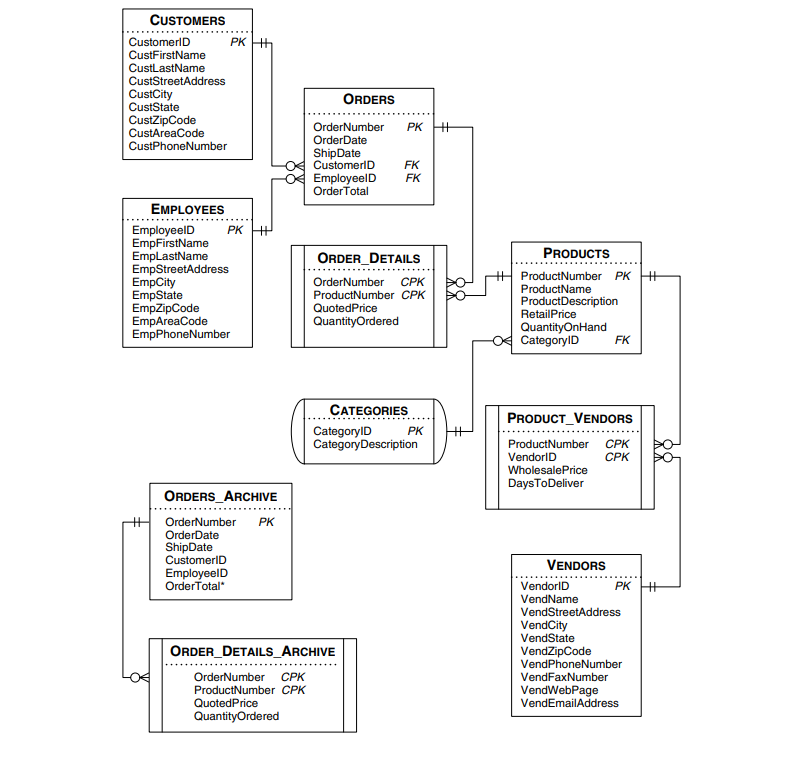 CUSTOMERS
CustomerID PK
CustFirstName
CustLastName
CustStreetAddress
CustCity
CustState
CustZipCode
CustAreaCode
CustPhoneNumber
ORDERS
OrderNumber PK
OrderDate
ShipDate
CustomerID FK
EmployeeID FK
OrderTotal
EMPLOYEES
EmployeeID PK
EmpFirstName
EmpLastName
EmpStreetAddress
EmpCity
EmpState
EmpZipCode
EmpAreaCode
EmpPhoneNumber
ORDER_DETAILS
OrderNumber CPK
ProductNumber CPK
QuotedPrice
QuantityOrdered
PRODUCTS
ProductNumber PK
ProductName
ProductDescription
RetailPrice
QuantityOnHand
CategoryID FK
CATEGORIES
CategoryID PK
CategoryDescription
PRODUCT_VENDORS
ProductNumber CPK
VendorID CPK
WholesalePrice
DaysToDeliver
ORDERS_ARCHIVE
OrderNumber PK
OrderDate
ShipDate
CustomerID
EmployeeID
OrderTotal*
VENDORS
VendorID PK
VendName
VendStreetAddress
VendCity
VendState
VendZipCode
VendPhoneNumber
VendFaxNumber
VendWebPage
VendEmailAddress
ORDER_DETAILS_ARCHIVE
OrderNumber CPK
ProductNumber CPK
QuotedPrice
QuantityOrdered